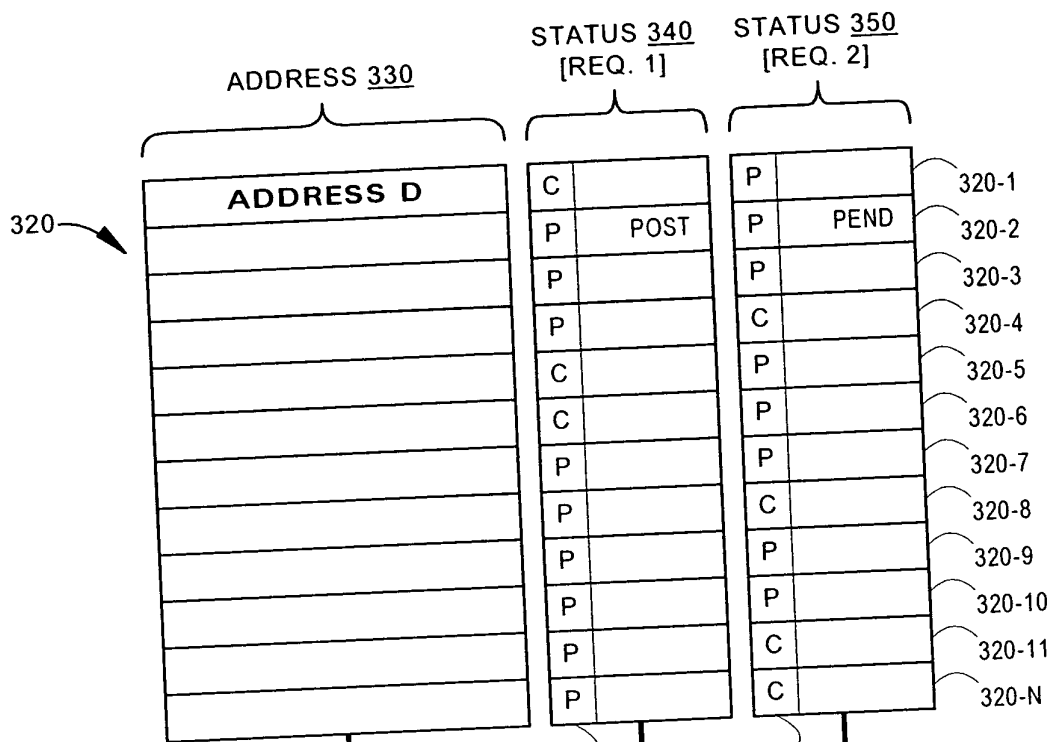 ADDRESS 330
STATUS 340
[REQ. 1]
STATUS 350
[REQ. 2]
320
ADDRESS D C P 320-1
P POST P PEND 320-2
P P 320-3
P C 320-4
C P 320-5
C P 320-6
P P 320-7
P C 320-8
P P 320-9
P P 320-10
P C 320-11
P C 320-N